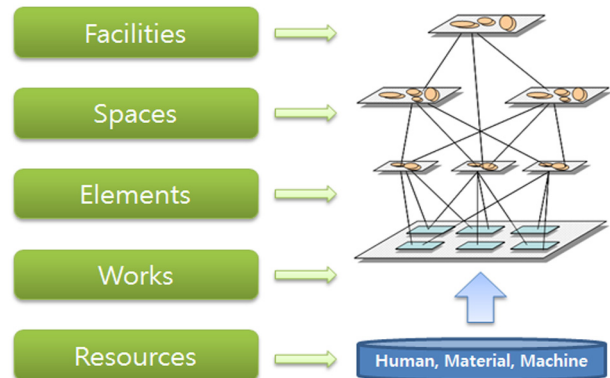 Facilities
Spaces
Elements
Works
Resources
Human, Material, Machine